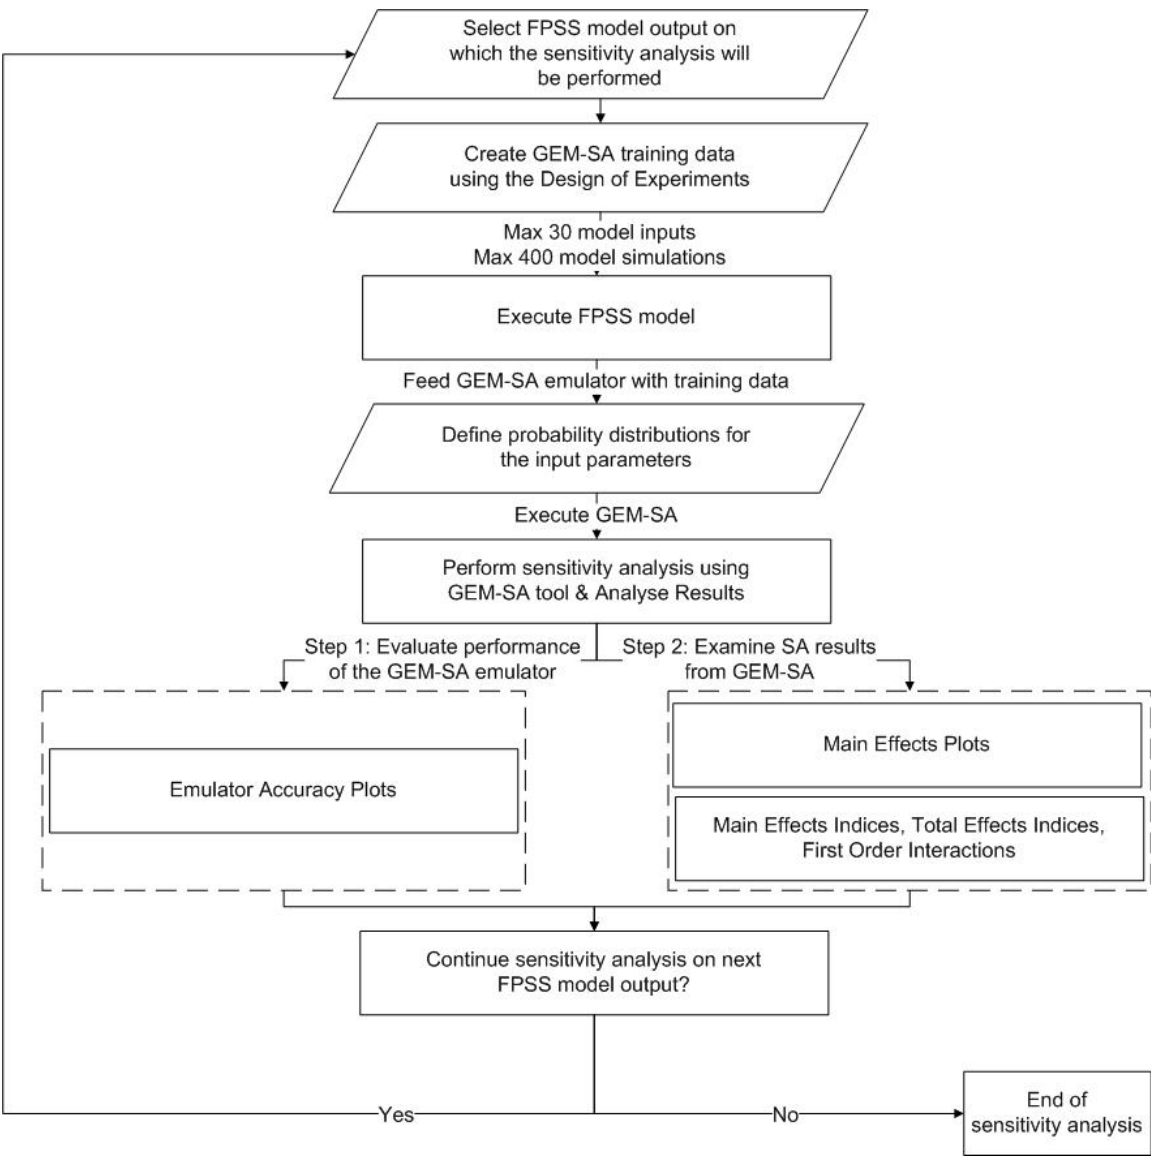 Select FPSS model output on
which the sensitivity analysis will
be performed
Create GEM-SA training data
using the Design of Experiments
Max 30 model inputs
Max 400 model simulations
Execute FPSS model
Feed GEM-SA emulator with training data
Define probability distributions for
the input parameters
Execute GEM-SA
Perform sensitivity analysis using
GEM-SA tool & Analyse Results
Step 1: Evaluate performance
of the GEM-SA emulator
Step 2: Examine SA results
from GEM-SA
Emulator Accuracy Plots
Main Effects Plots
Main Effects Indices, Total Effects Indices,
First Order Interactions
Continue sensitivity analysis on next
FPSS model output?
Yes
No
End of
sensitivity analysis